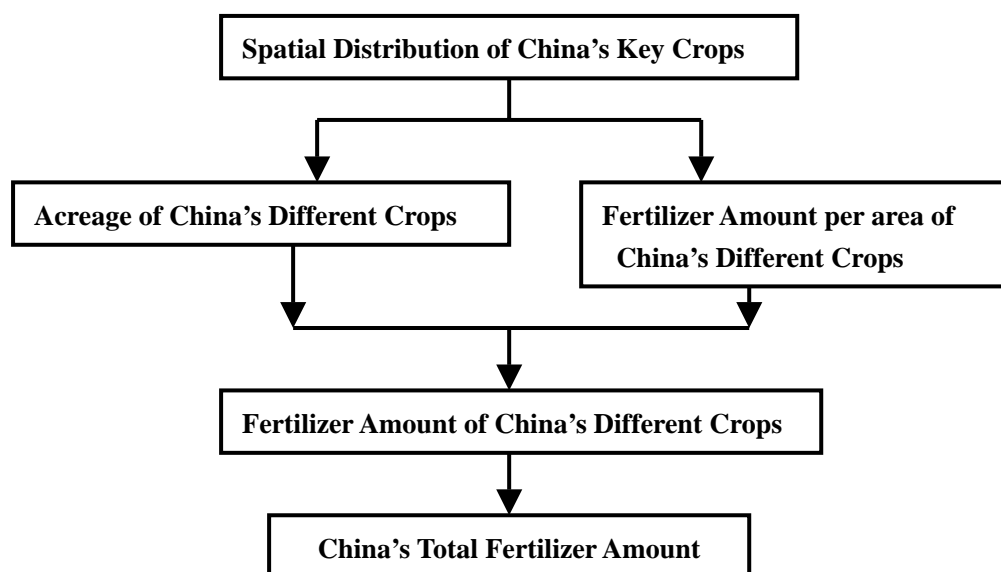 Spatial Distribution of China’s Key Crops
Acreage of China’s Different Crops
Fertilizer Amount per area of
China’s Different Crops
Fertilizer Amount of China’s Different Crops
China’s Total Fertilizer Amount